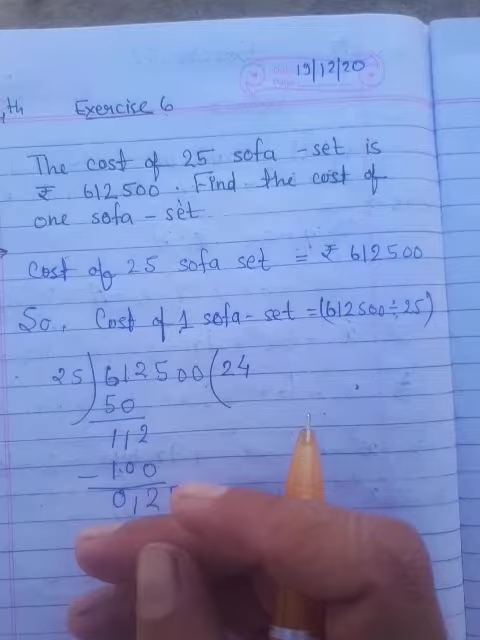 19/12/20
th Exercise 6
The cost of 25 sofa-set is
₹ 612500. Find the cost of
one sofa-set
Cost of 25 sofa set = ₹ 612500
So, Cost of 1 sofa-set = (612500÷25)
25) 612500 (24
50
112
- 100
012